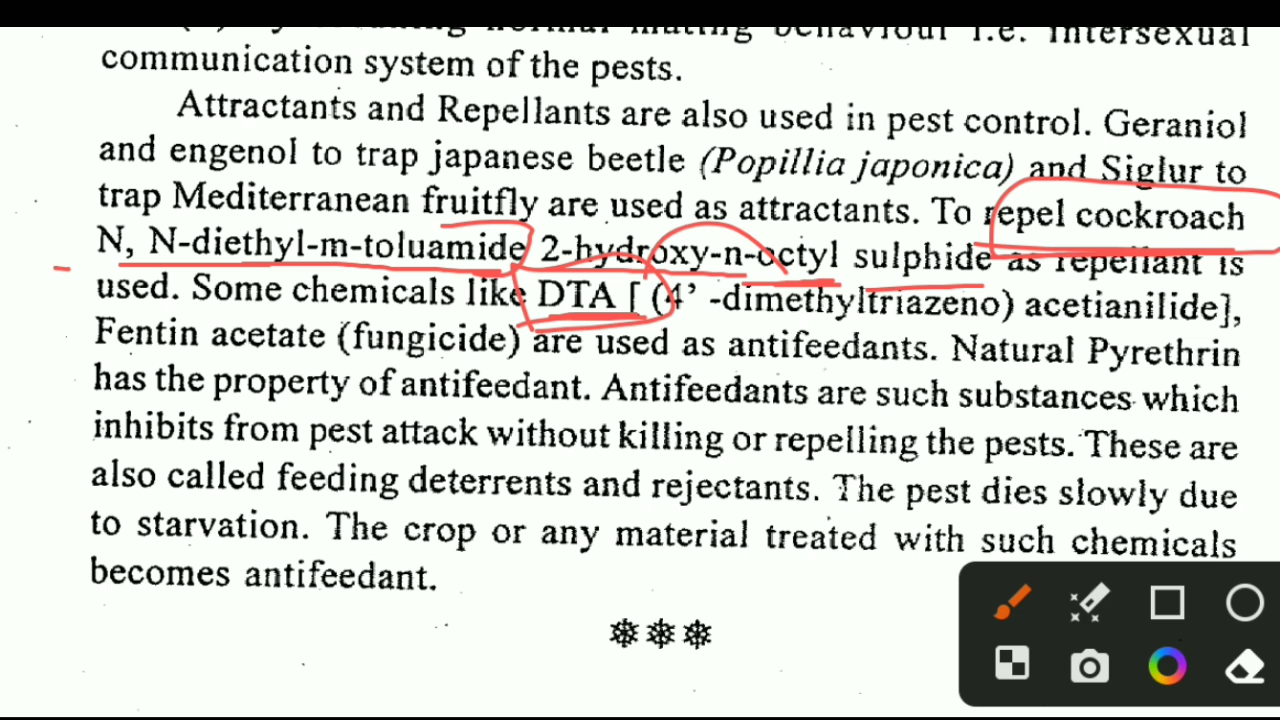 normal mating behaviour i.e. intersexual
communication system of the pests.
Attractants and Repellants are also used in pest control. Geraniol
and engenol to trap japanese beetle (Popillia japonica) and Siglur to
trap Mediterranean fruitfly are used as attractants. To repel cockroach
N, N-diethyl-m-toluamide 2-hydroxy-n-octyl sulphide as repellant is
used. Some chemicals like DTA [ (4' -dimethyltriazeno) acetianilide],
Fentin acetate (fungicide) are used as antifeedants. Natural Pyrethrin
has the property of antifeedant. Antifeedants are such substances which
inhibits from pest attack without killing or repelling the pests. These are
also called feeding deterrents and rejectants. The pest dies slowly due
to starvation. The crop or any material treated with such chemicals
becomes antifeedant.